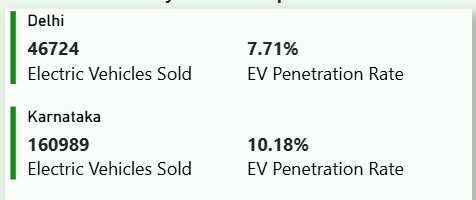 Delhi
46724 7.71%
Electric Vehicles Sold EV Penetration Rate
Karnataka
160989 10.18%
Electric Vehicles Sold EV Penetration Rate